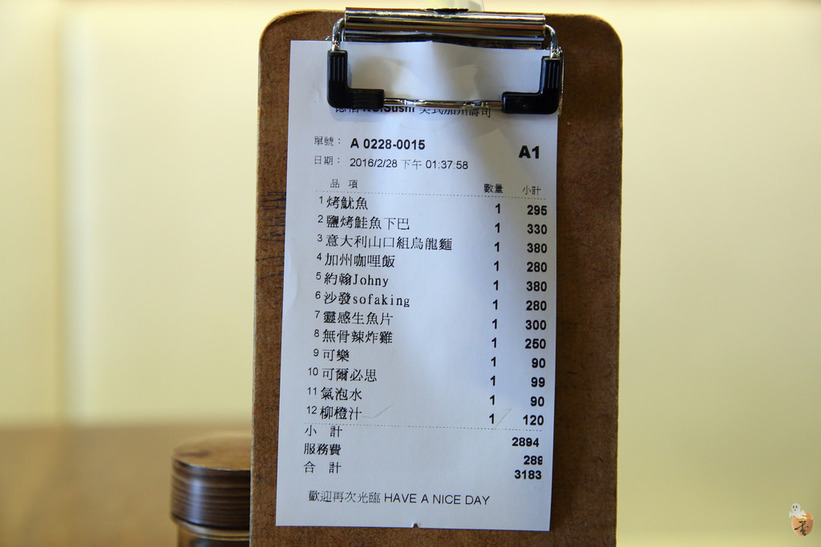 Sushi 美式加州壽司
單號： A 0228-0015
A1
日期： 2016/2/28 下午 01:37:58
品 項 數量 小計
1 烤魷魚 1 295
2 鹽烤鮭魚下巴 1 330
3 意大利山口組烏龍麵 1 380
4 加州咖哩飯 1 280
5 約翰Johny 1 380
6 沙發sofaking 1 280
7 靈感生魚片 1 300
8 無骨辣炸雞 1 250
9 可樂 1 90
10 可爾必思 1 99
11 氣泡水 1 90
12 柳橙汁 1 120
小 計 2894
服務費 289
合 計 3183
歡迎再次光臨 HAVE A NICE DAY